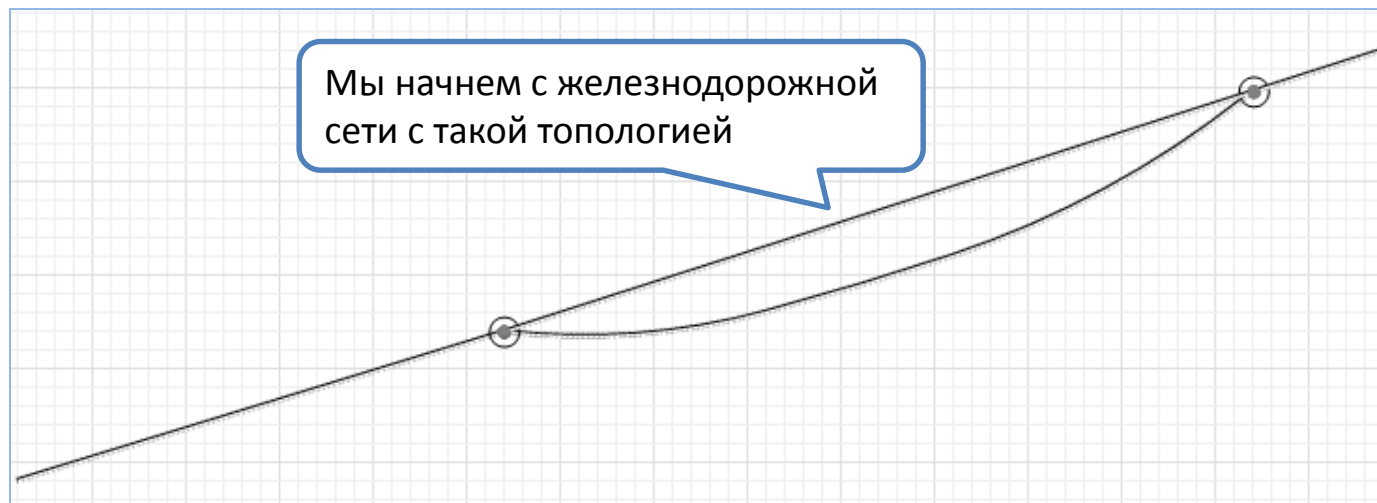 Мы начнем с железнодорожной
сети с такой топологией